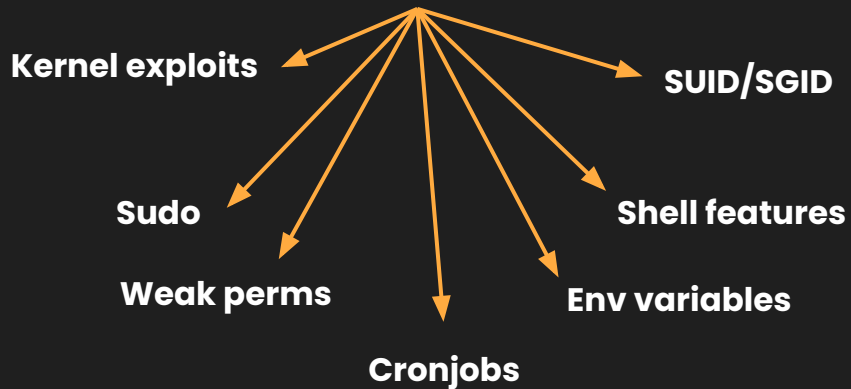 Kernel exploits
SUID/SGID
Sudo
Shell features
Weak perms
Env variables
Cronjobs